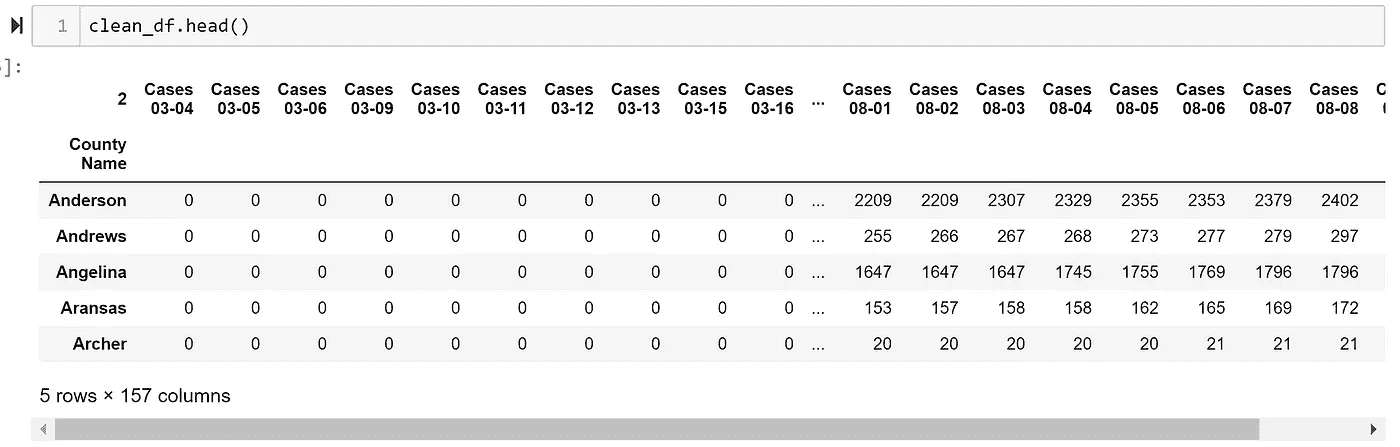 1 clean_df.head()
]:
2 Cases 03-04 Cases 03-05 Cases 03-06 Cases 03-09 Cases 03-10 Cases 03-11 Cases 03-12 Cases 03-13 Cases 03-15 Cases 03-16 ... Cases 08-01 Cases 08-02 Cases 08-03 Cases 08-04 Cases 08-05 Cases 08-06 Cases 08-07 Cases 08-08
County
Name
Anderson 0 0 0 0 0 0 0 0 0 0 ... 2209 2209 2307 2329 2355 2353 2379 2402
Andrews 0 0 0 0 0 0 0 0 0 0 ... 255 266 267 268 273 277 279 297
Angelina 0 0 0 0 0 0 0 0 0 0 ... 1647 1647 1647 1745 1755 1769 1796 1796
Aransas 0 0 0 0 0 0 0 0 0 0 ... 153 157 158 158 162 165 169 172
Archer 0 0 0 0 0 0 0 0 0 0 ... 20 20 20 20 20 21 21 21
5 rows × 157 columns